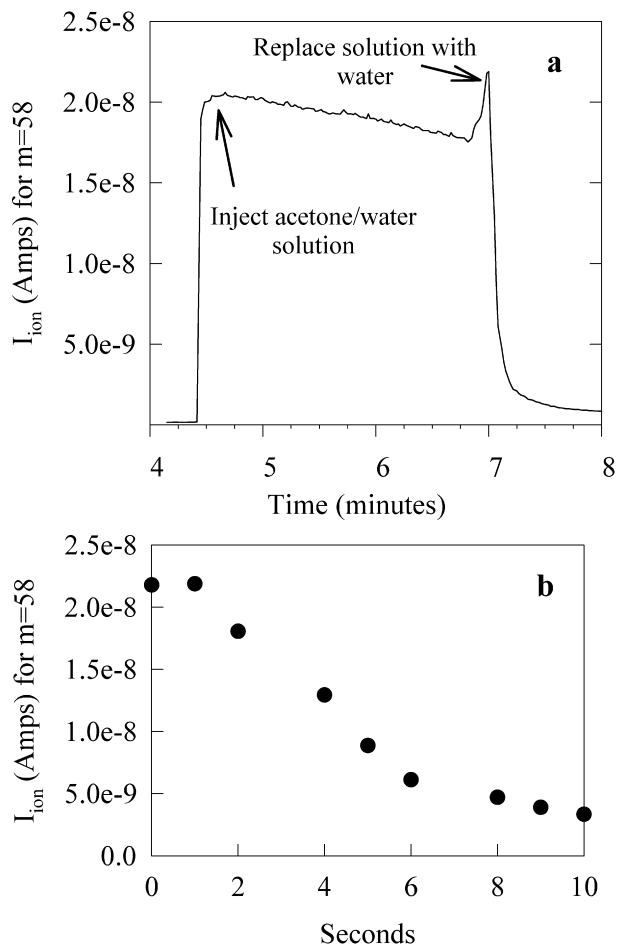 2.5e-8
Replace solution with
water
a
2.0e-8
1.5e-8
Inject acetone/water
solution
1.0e-8
5.0e-9
I_ion (Amps) for m=58
4 5 6 7 8
Time (minutes)
2.5e-8
b
2.0e-8
1.5e-8
1.0e-8
5.0e-9
0.0
I_ion (Amps) for m=58
0 2 4 6 8 10
Seconds